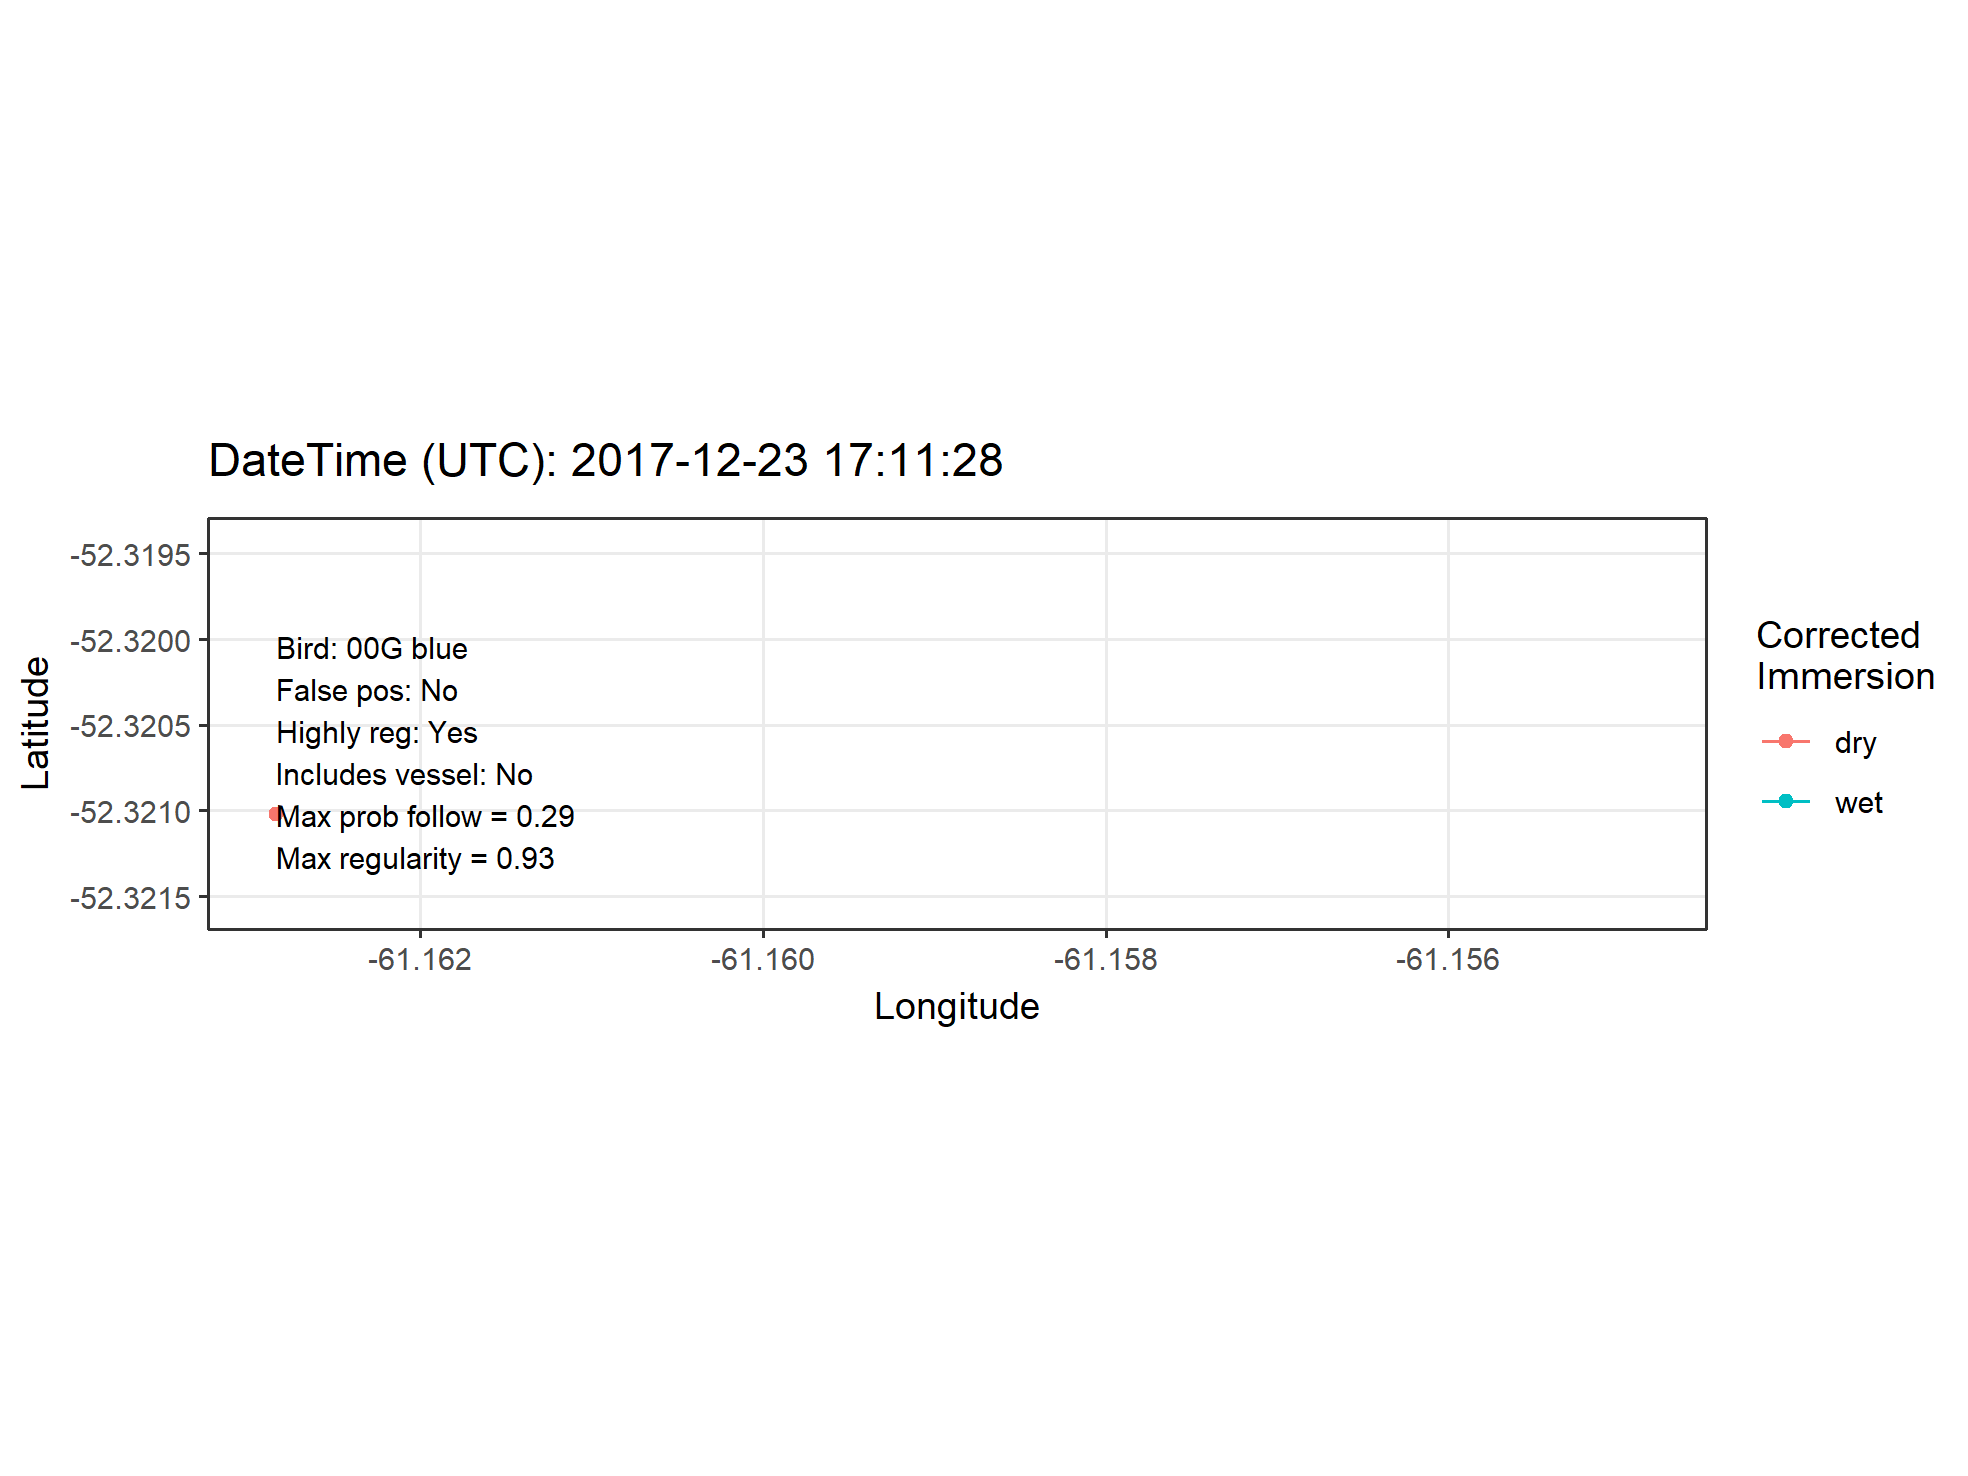 DateTime (UTC): 2017-12-23 17:11:28
-52.3195
-52.3200
-52.3205
-52.3210
-52.3215
Latitude
Bird: 00G blue
False pos: No
Highly reg: Yes
Includes vessel: No
Max prob follow = 0.29
Max regularity = 0.93
-61.162
-61.160
-61.158
-61.156
Longitude
Corrected
Immersion
dry
wet